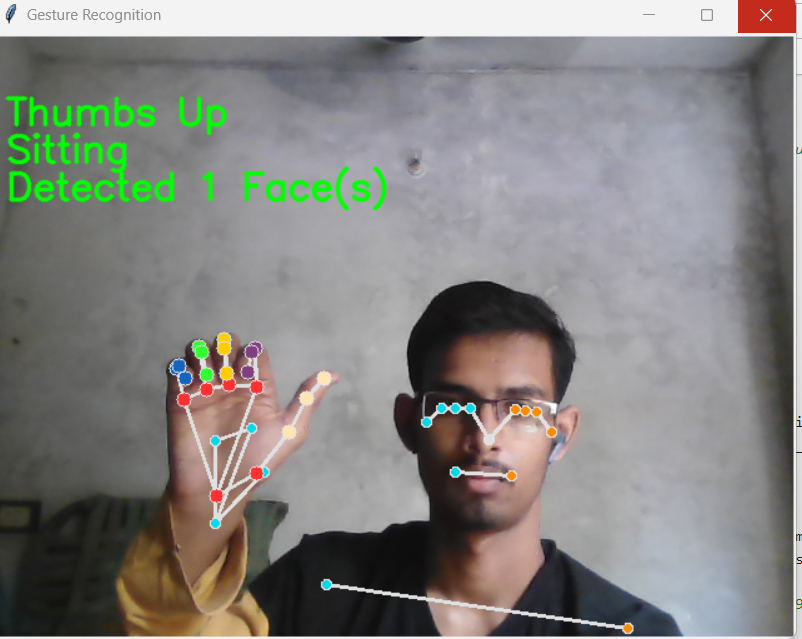 Gesture Recognition
Thumbs Up
Sitting
Detected 1 Face(s)